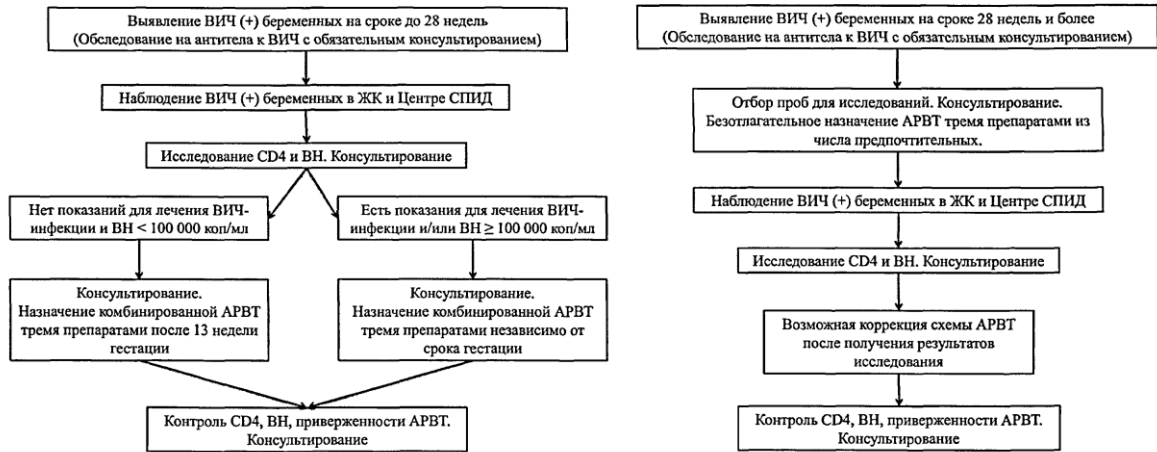 Выявление ВИЧ (+) беременных на сроке до 28 недель
(Обследование на антитела к ВИЧ с обязательным консультированием)
Наблюдение ВИЧ (+) беременных в ЖК и Центре СПИД
Исследование CD4 и ВН. Консультирование
Нет показаний для лечения ВИЧ-
инфекции и ВН < 100 000 коп/мл
Есть показания для лечения ВИЧ-
инфекции и/или ВН ≥ 100 000 коп/мл
Консультирование.
Назначение комбинированной АРВТ
тремя препаратами после 13 недели
гестации
Консультирование.
Назначение комбинированной АРВТ
тремя препаратами независимо от
срока гестации
Контроль CD4, ВН, приверженности АРВТ.
Консультирование
Выявление ВИЧ (+) беременных на сроке 28 недель и более
(Обследование на антитела к ВИЧ с обязательным консультированием)
Отбор проб для исследований. Консультирование.
Безотлагательное назначение АРВТ тремя препаратами из
числа предпочтительных.
Наблюдение ВИЧ (+) беременных в ЖК и Центре СПИД
Исследование CD4 и ВН. Консультирование
Возможная коррекция схемы АРВТ
после получения результатов
исследования
Контроль CD4, ВН, приверженности АРВТ.
Консультирование